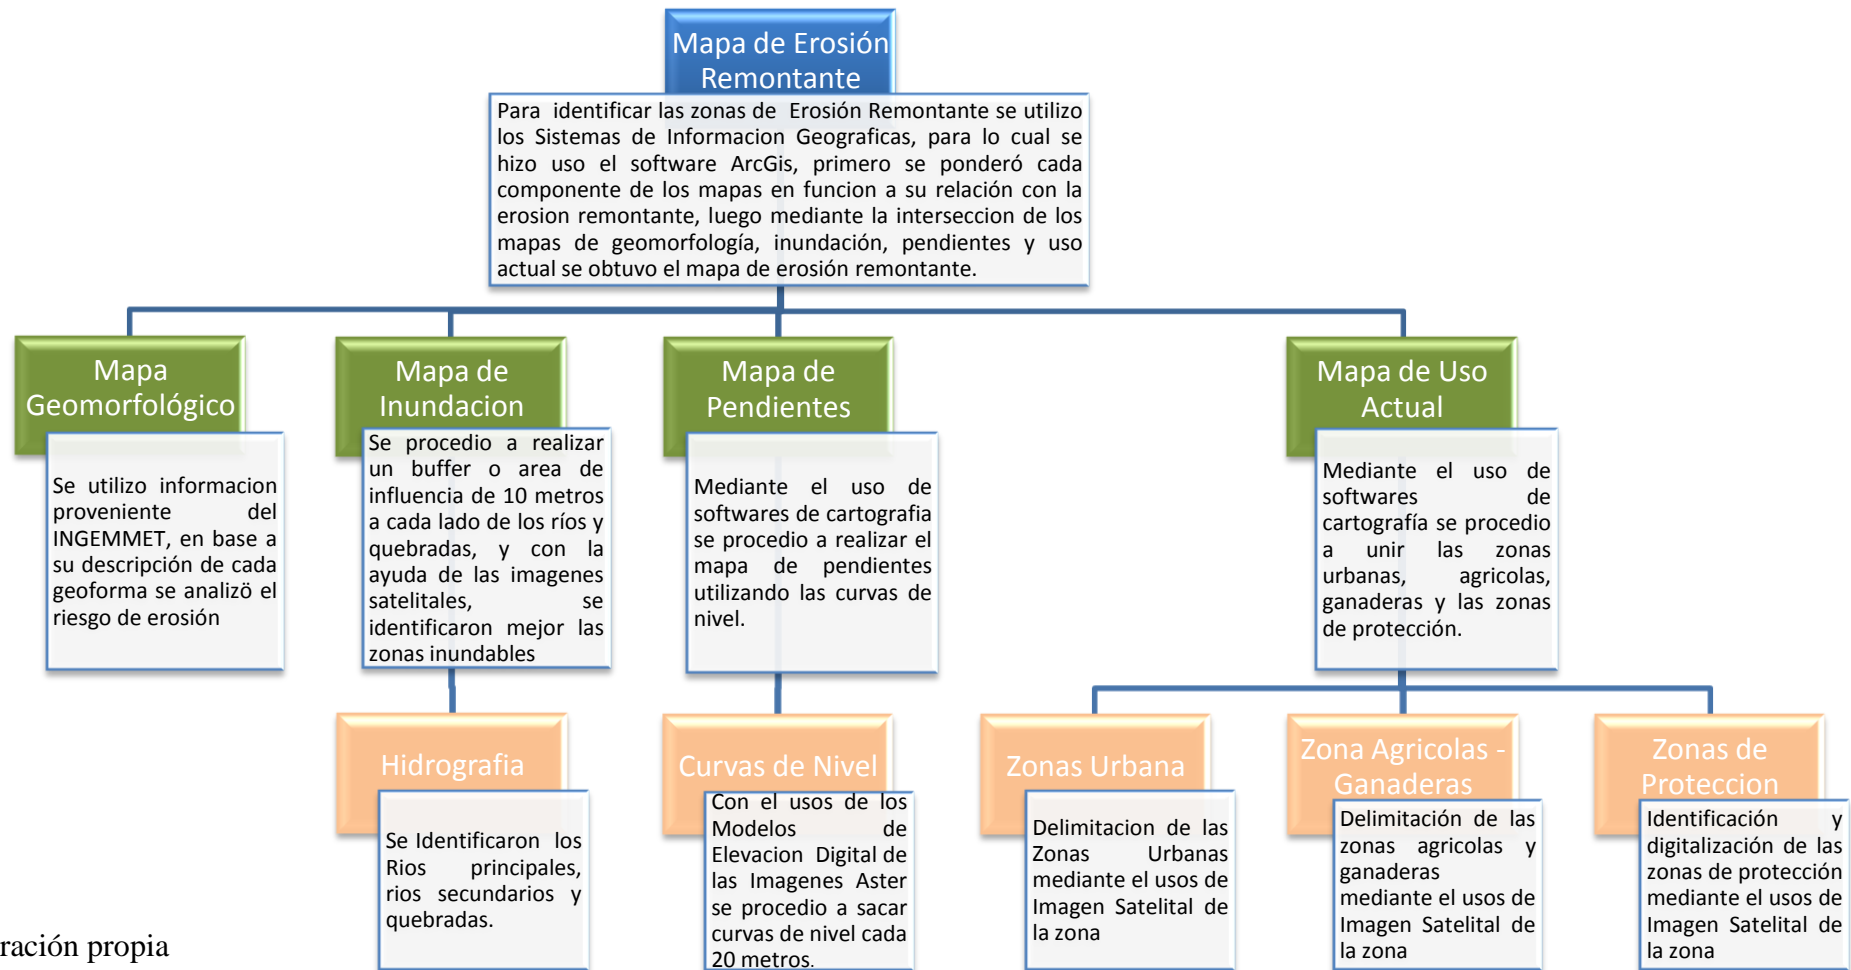 Mapa de Erosión
Remontante
Para identificar las zonas de Erosión Remontante se utilizo
los Sistemas de Informacion Geograficas, para lo cual se
hizo uso el software ArcGis, primero se ponderó cada
componente de los mapas en funcion a su relación con la
erosion remontante, luego mediante la interseccion de los
mapas de geomorfología, inundación, pendientes y uso
actual se obtuvo el mapa de erosión remontante.
Mapa
Geomorfológico
Se utilizo informacion
proveniente del
INGEMMET, en base a
su descripción de cada
geoforma se analizö el
riesgo de erosión
Mapa de
Inundacion
Se procedio a realizar
un buffer o area de
influencia de 10 metros
a cada lado de los ríos y
quebradas, y con la
ayuda de las imagenes
satelitales, se
identificaron mejor las
zonas inundables
Mapa de
Pendientes
Mediante el uso de
softwares de cartografia
se procedio a realizar el
mapa de pendientes
utilizando las curvas de
nivel.
Mapa de Uso
Actual
Mediante el uso de
softwares de
cartografía se procedio
a unir las zonas
urbanas, agricolas,
ganaderas y las zonas
de protección.
Hidrografia
Se Identificaron los
Rios principales,
rios secundarios y
quebradas.
Curvas de Nivel
Con el usos de los
Modelos de
Elevacion Digital de
las Imagenes Aster
se procedio a sacar
curvas de nivel cada
20 metros.
Zonas Urbana
Delimitacion de las
Zonas Urbanas
mediante el usos de
Imagen Satelital de
la zona
Zona Agricolas -
Ganaderas
Delimitación de las
zonas agricolas y
ganaderas
mediante el usos de
Imagen Satelital de
la zona
Zonas de
Proteccion
Identificación y
digitalización de las
zonas de protección
mediante el usos de
Imagen Satelital de
la zona
ración propia